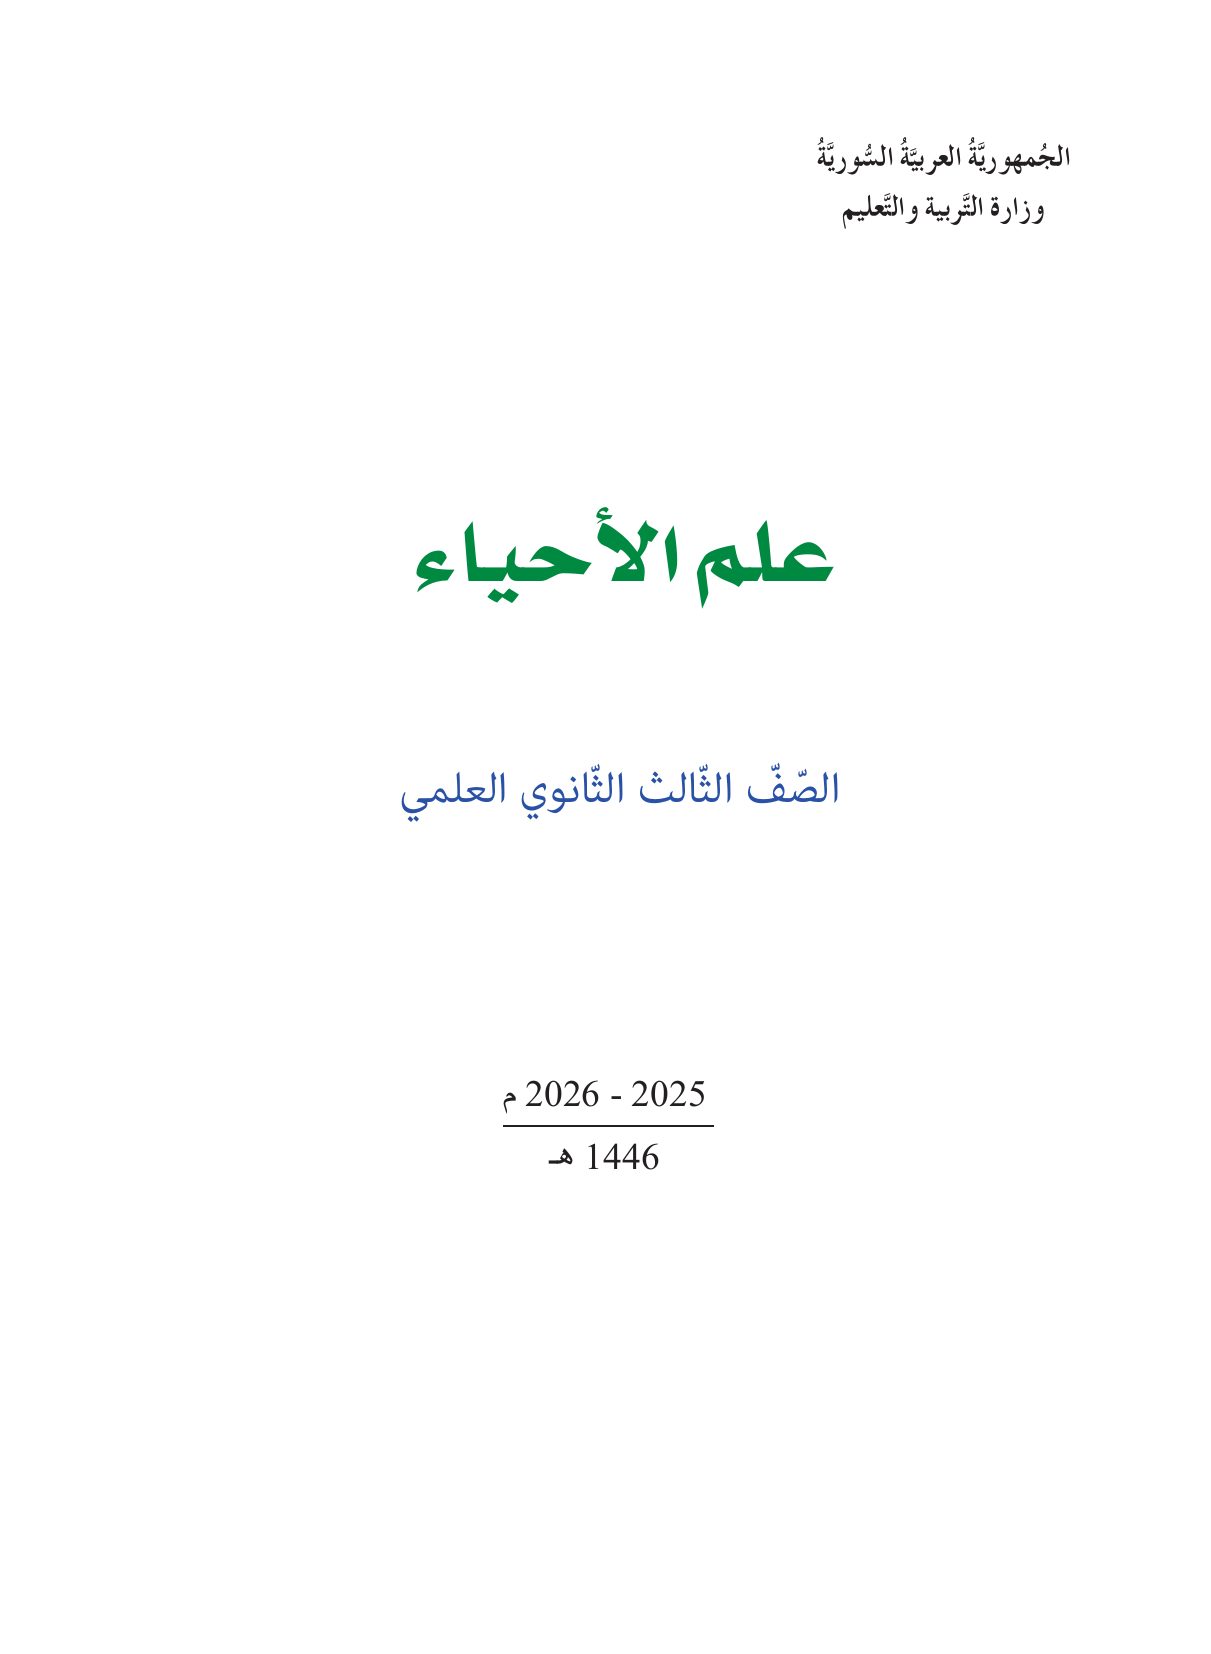 الجُمهوريَّةُ العربيَّةُ السُّوريَّةُ
وزارة التَّربية والتَّعليم
علم الأحياء
الصّفّ الثّالث الثّانوي العلمي
2025 - 2026 م
1446 هـ